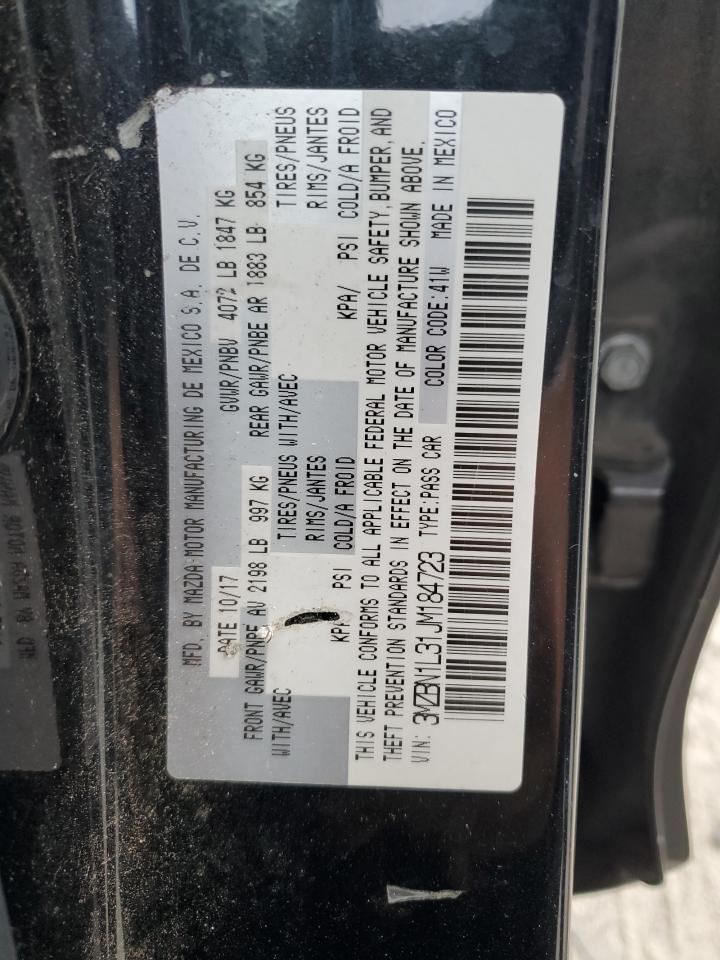 MFD. BY MAZDA MOTOR MANUFACTURING DE MEXICO S.A. DE C.V.
DATE 10/17 GVWR/PNBV 4072 LB 1847 KG
FRONT GAWR/PNBE AV 2198 LB 997 KG REAR GAWR/PNBE AR 1883 LB 854 KG
WITH/AVEC TIRES/PNEUS WITH/AVEC TIRES/PNEUS
RIMS/JANTES RIMS/JANTES
KPA/ PSI COLD/A FROID KPA/ PSI COLD/A FROID
THIS VEHICLE CONFORMS TO ALL APPLICABLE FEDERAL MOTOR VEHICLE SAFETY, BUMPER, AND
THEFT PREVENTION STANDARDS IN EFFECT ON THE DATE OF MANUFACTURE SHOWN ABOVE.
VIN: 3MZBN1L31JM184723 TYPE:PASS CAR COLOR CODE:41W MADE IN MEXICO